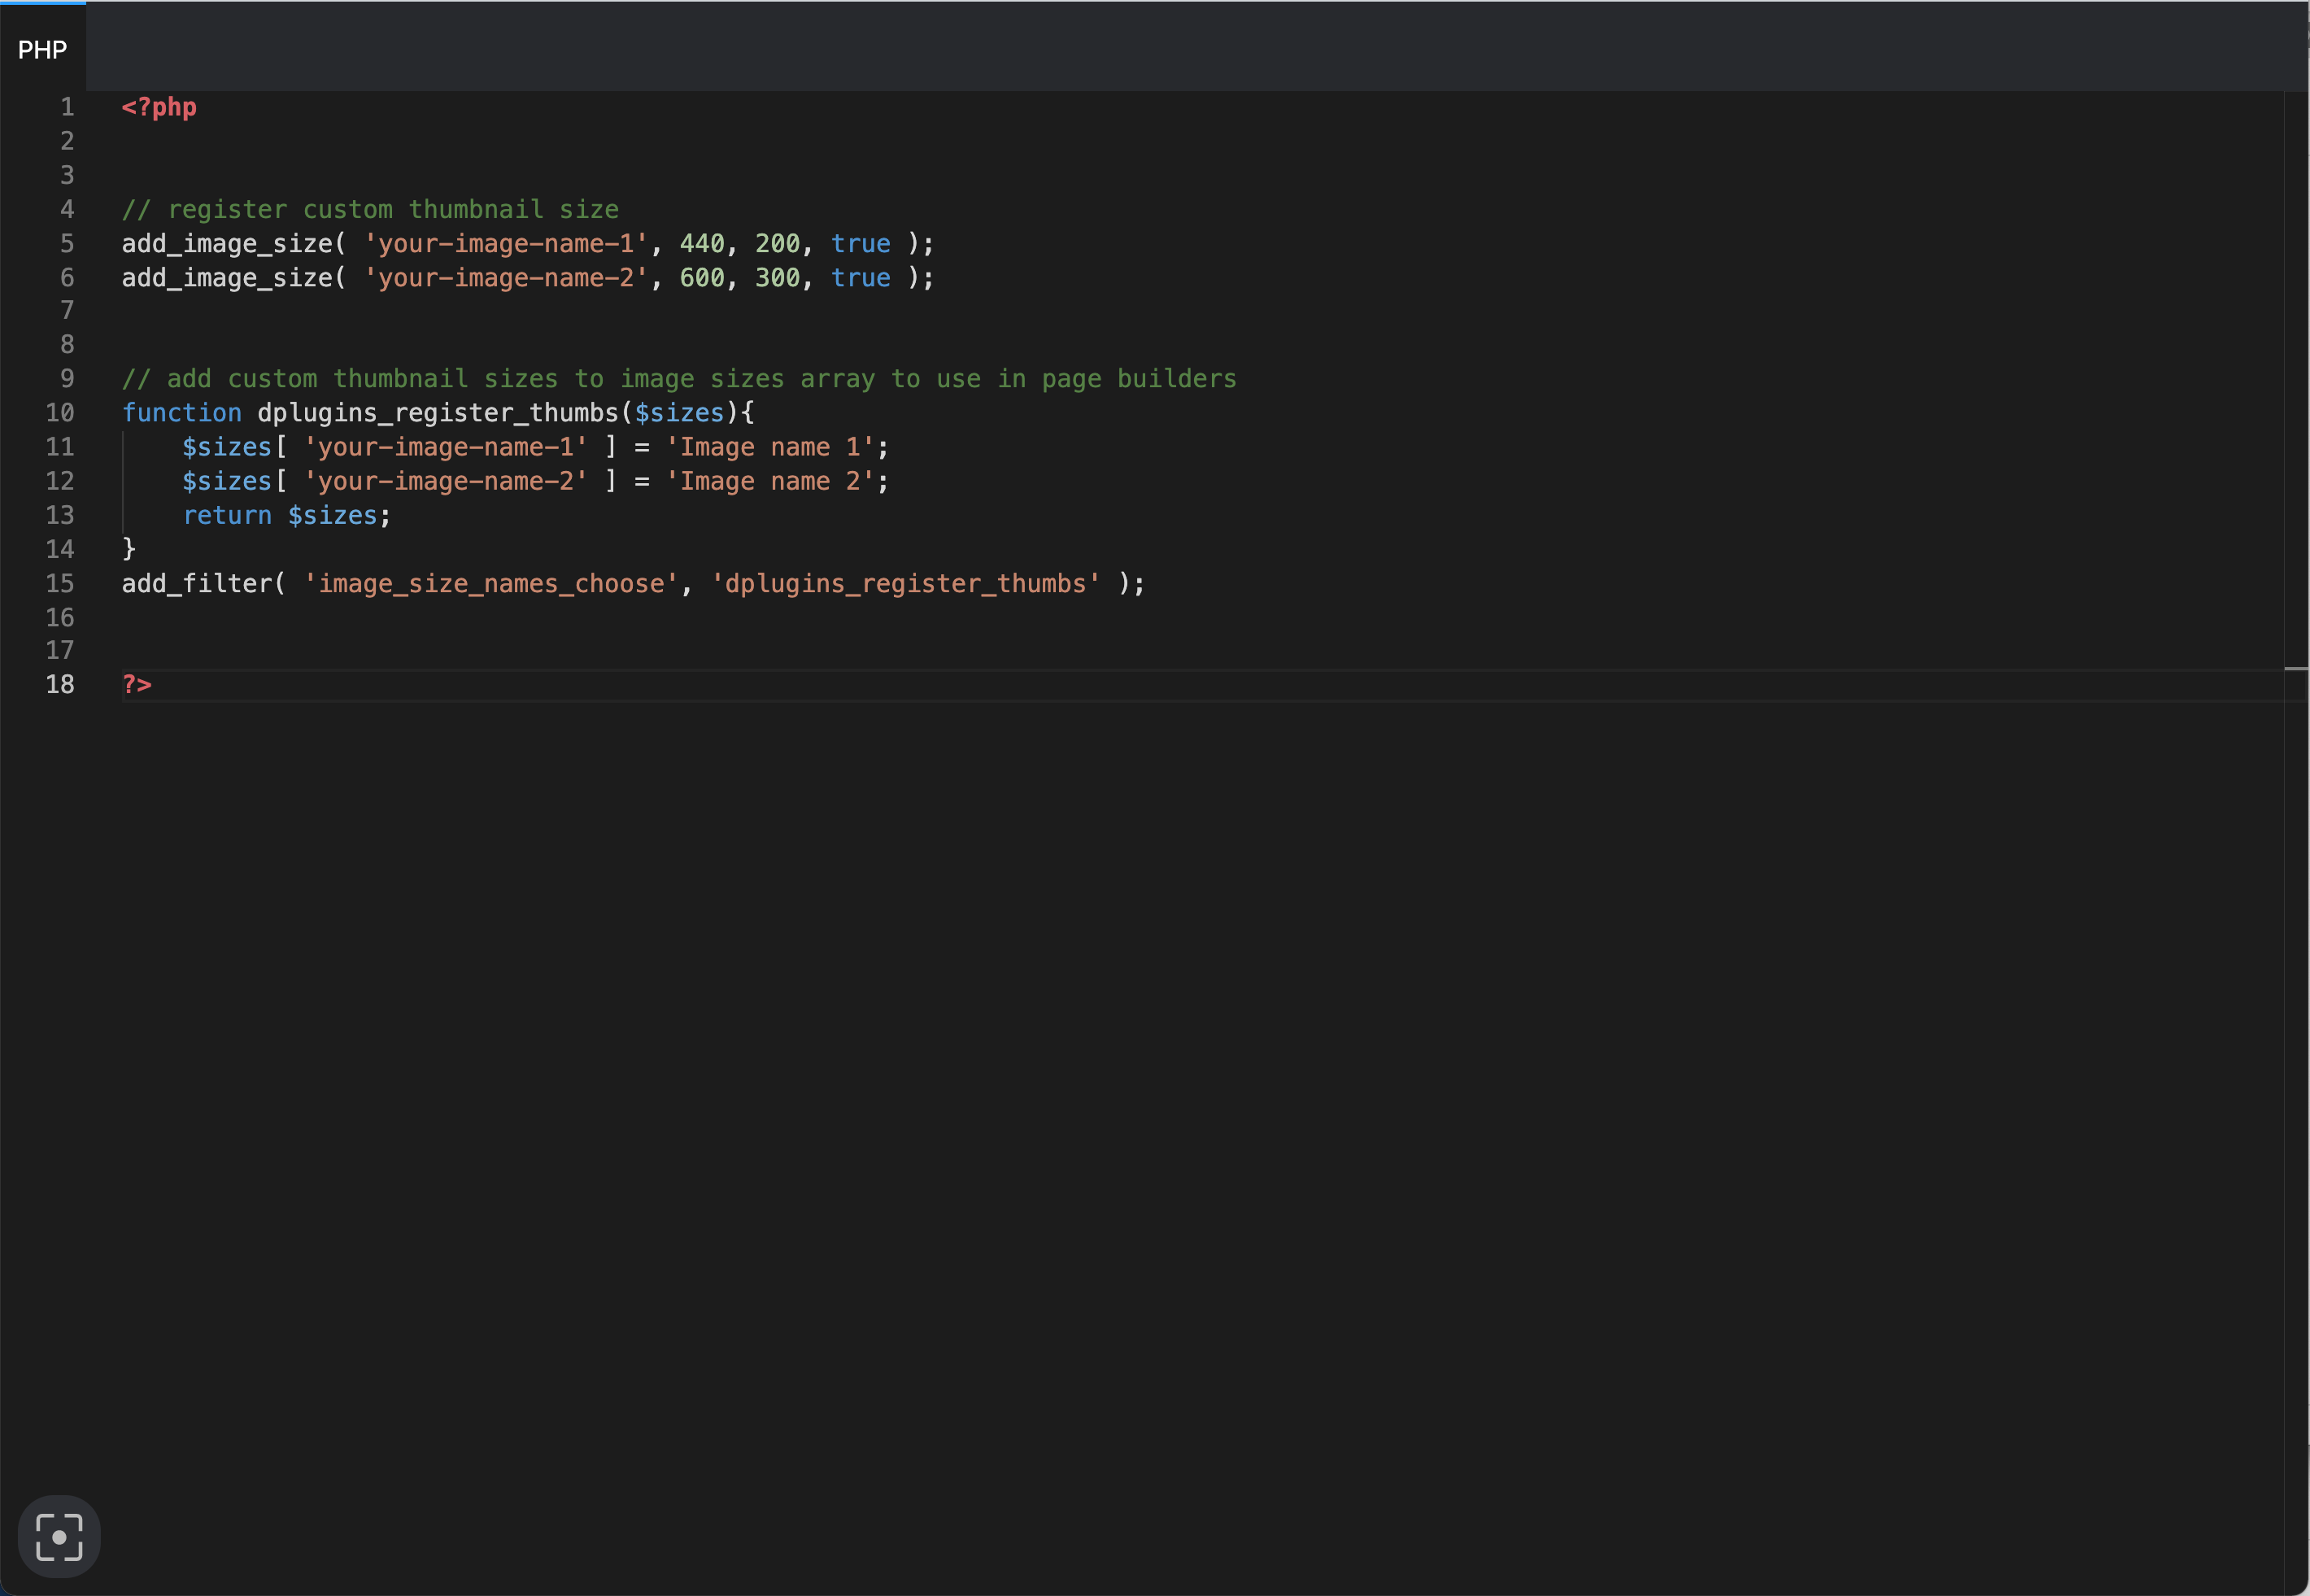 PHP
1 <?php
2
3
4 // register custom thumbnail size
5 add_image_size( 'your-image-name-1', 440, 200, true );
6 add_image_size( 'your-image-name-2', 600, 300, true );
7
8
9 // add custom thumbnail sizes to image sizes array to use in page builders
10 function dplugins_register_thumbs($sizes){
11     $sizes[ 'your-image-name-1' ] = 'Image name 1';
12     $sizes[ 'your-image-name-2' ] = 'Image name 2';
13     return $sizes;
14 }
15 add_filter( 'image_size_names_choose', 'dplugins_register_thumbs' );
16
17
18 ?>